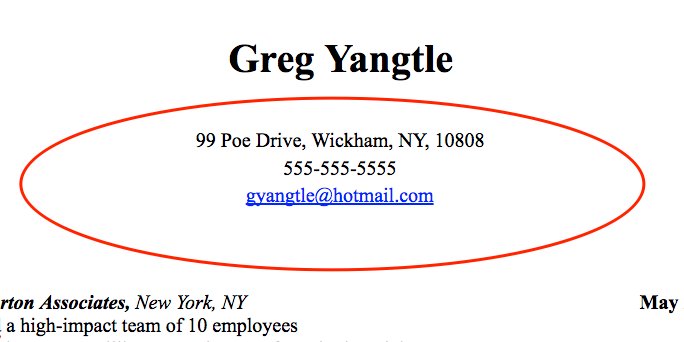 Greg Yangtle
99 Poe Drive, Wickham, NY, 10808
555-555-5555
gyangtle@hotmail.com
rton Associates, New York, NY May
a high-impact team of 10 employees